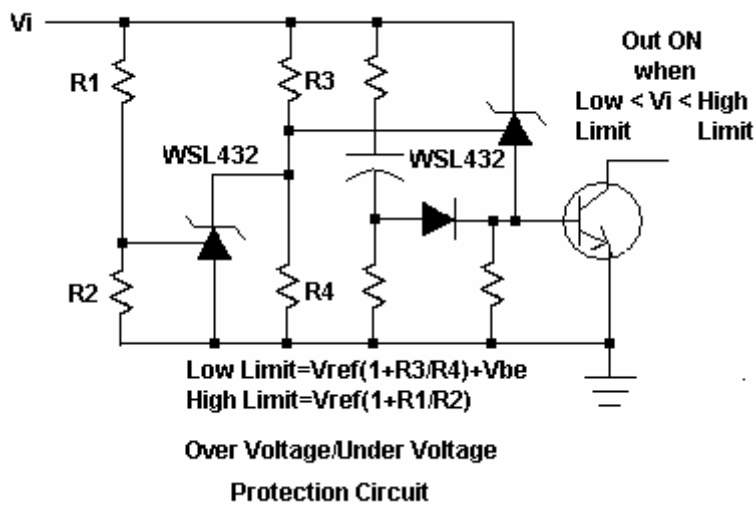 Vi
Out ON
when
Low < Vi < High
Limit Limit
R1
R3
WSL432
WSL432
R2
R4
Low Limit=Vref(1+R3/R4)+Vbe
High Limit=Vref(1+R1/R2)
Over Voltage/Under Voltage
Protection Circuit